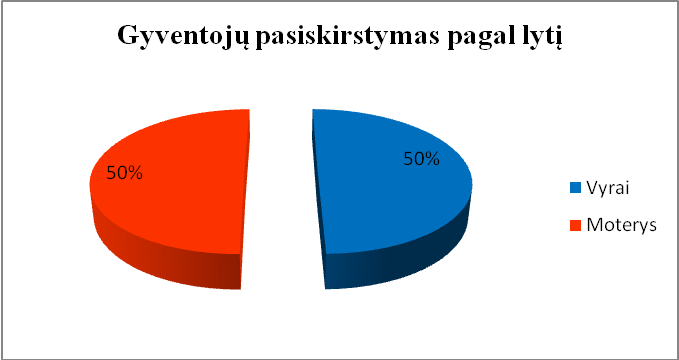 Gyventojų pasiskirstymas pagal lytį
50%
50%
Vyrai
Moterys